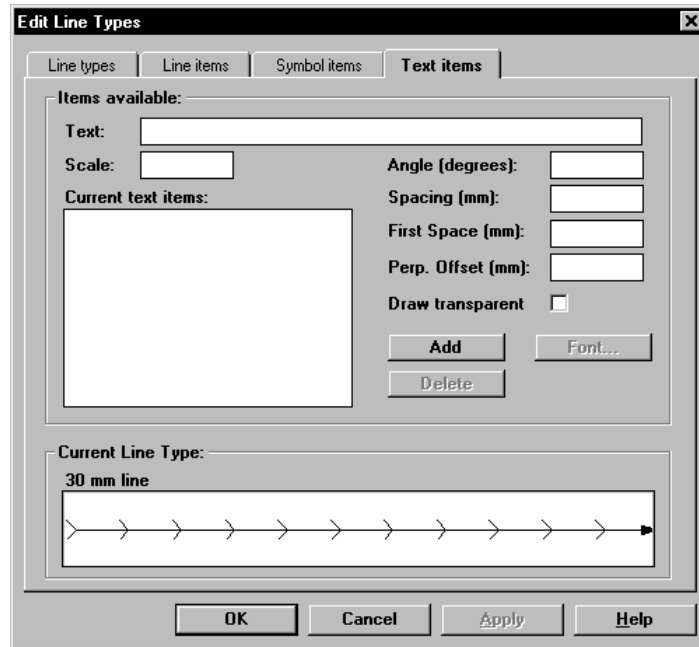 Edit Line Types
Line types Line items Symbol items Text items
Items available:
Text:
Scale:
Angle (degrees):
Current text items:
Spacing (mm):
First Space (mm):
Perp. Offset (mm):
Draw transparent
Add Font...
Delete
Current Line Type:
30 mm line
OK Cancel Apply Help